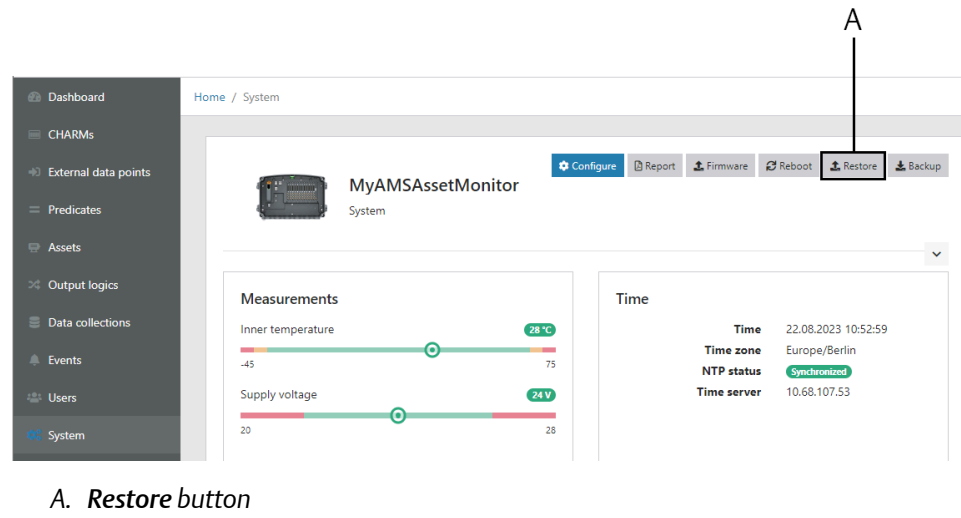 A
Dashboard
Home / System
CHARMs
External data points
Configure Report Firmware Reboot Restore Backup
MyAMSAssetMonitor
System
Predicates
Assets
Output logics
Data collections
Events
Users
System
Measurements
Inner temperature 28 °C
-45 75
Supply voltage 24 V
20 28
Time
Time 22.08.2023 10:52:59
Time zone Europe/Berlin
NTP status Synchronized
Time server 10.68.107.53
A. Restore button